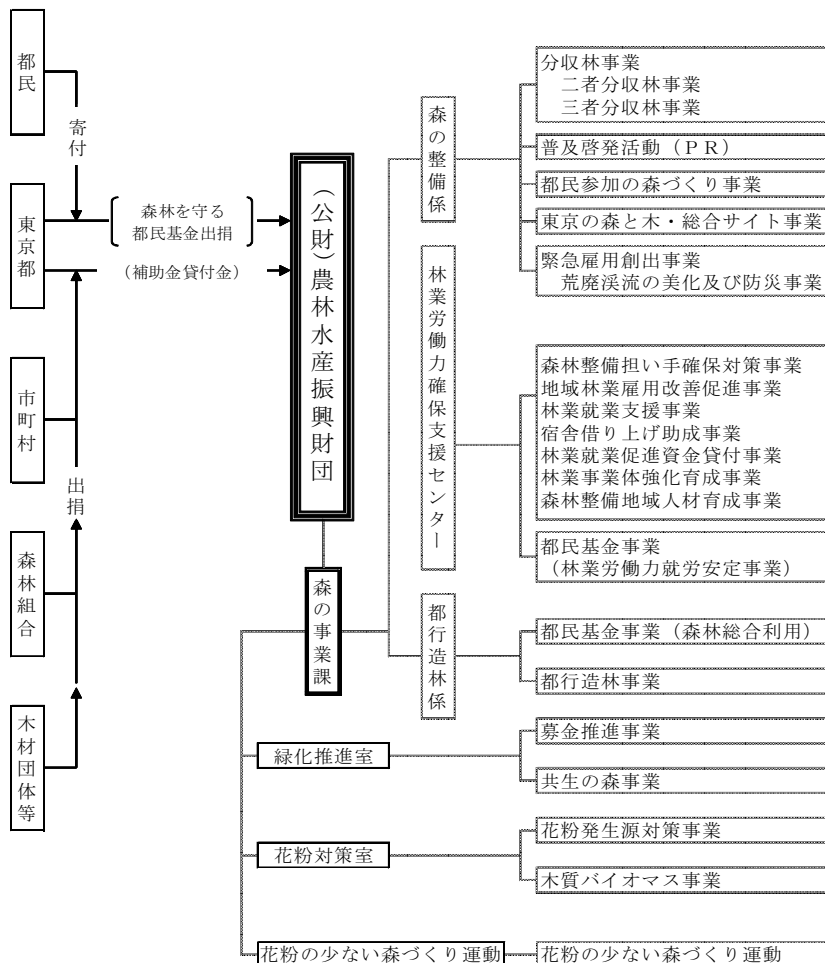 都民
寄付
東京都
森林を守る
都民基金出捐
（補助金貸付金）
市町村
出捐
森林組合
木材団体等
（公財）農林水産振興財団
森の事業課
森の整備係
分収林事業
二者分収林事業
三者分収林事業
普及啓発活動（ＰＲ）
都民参加の森づくり事業
東京の森と木・総合サイト事業
緊急雇用創出事業
荒廃渓流の美化及び防災事業
林業労働力確保支援センター
森林整備担い手確保対策事業
地域林業雇用改善促進事業
林業就業支援事業
宿舎借り上げ助成事業
林業就業促進資金貸付事業
林業事業体強化育成事業
森林整備地域人材育成事業
都民基金事業
（林業労働力就労安定事業）
都行造林係
都民基金事業（森林総合利用）
都行造林事業
緑化推進室
募金推進事業
共生の森事業
花粉対策室
花粉発生源対策事業
木質バイオマス事業
花粉の少ない森づくり運動
花粉の少ない森づくり運動